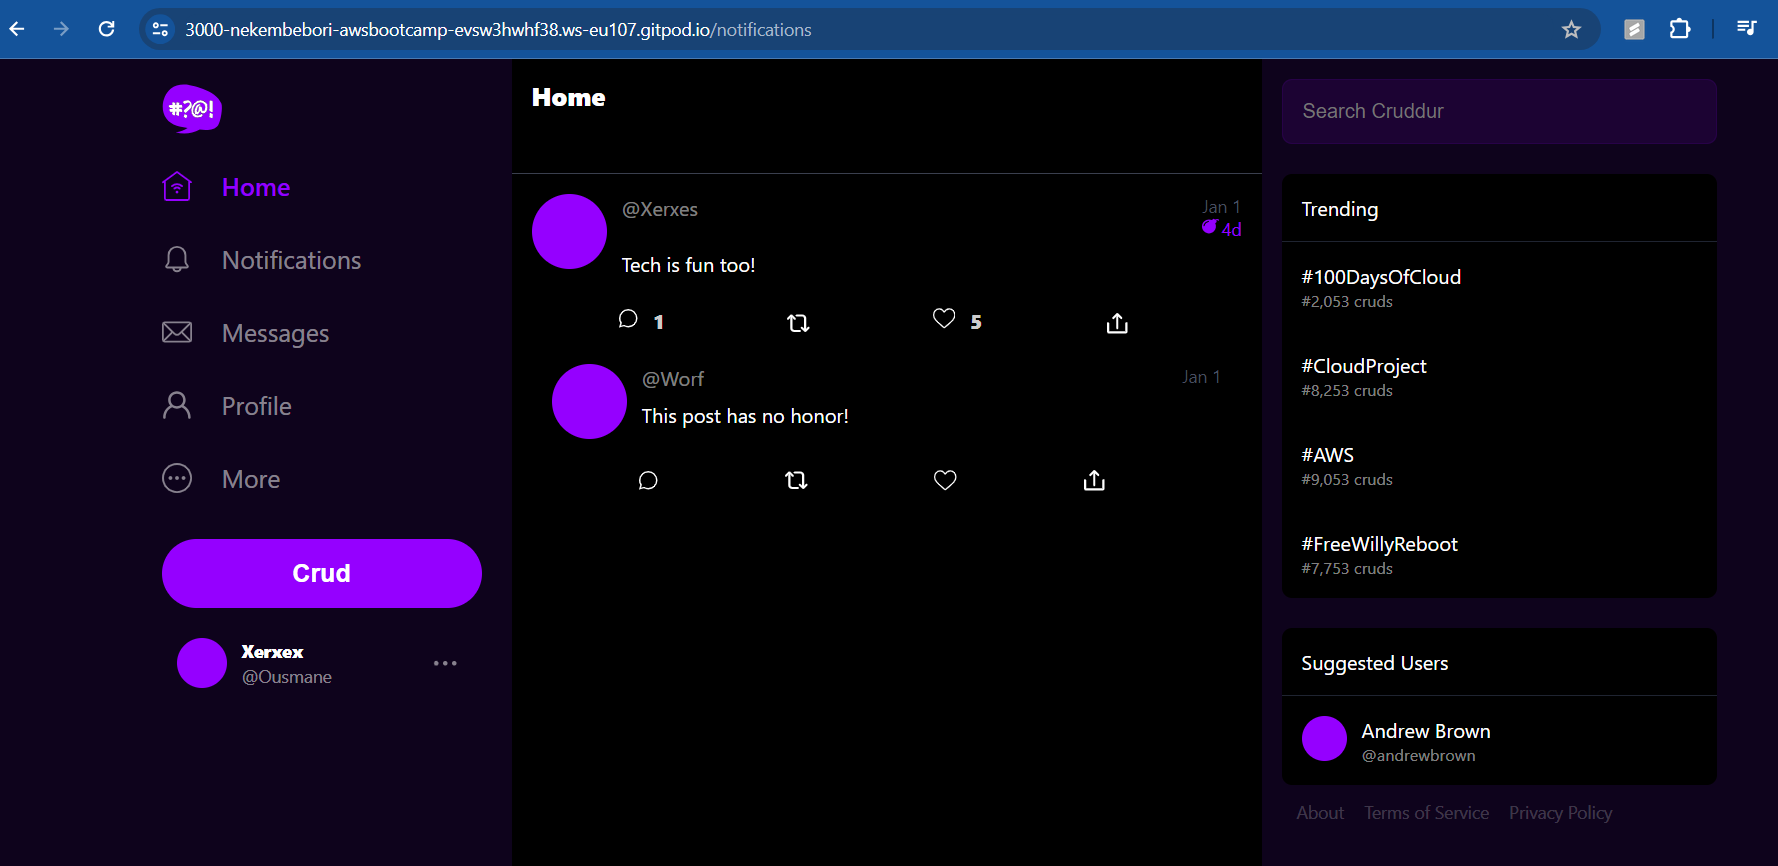 3000-nekembebori-awsbootcamp-evsw3hwhf38.ws-eu107.gitpod.io/notifications
#?@!
Home
Notifications
Messages
Profile
More
Crud
Xerxex
@Ousmane
Home
@Xerxes
Jan 1
4d
Tech is fun too!
1
5
@Worf
Jan 1
This post has no honor!
Search Cruddur
Trending
#100DaysOfCloud
#2,053 cruds
#CloudProject
#8,253 cruds
#AWS
#9,053 cruds
#FreeWillyReboot
#7,753 cruds
Suggested Users
Andrew Brown
@andrewbrown
About Terms of Service Privacy Policy